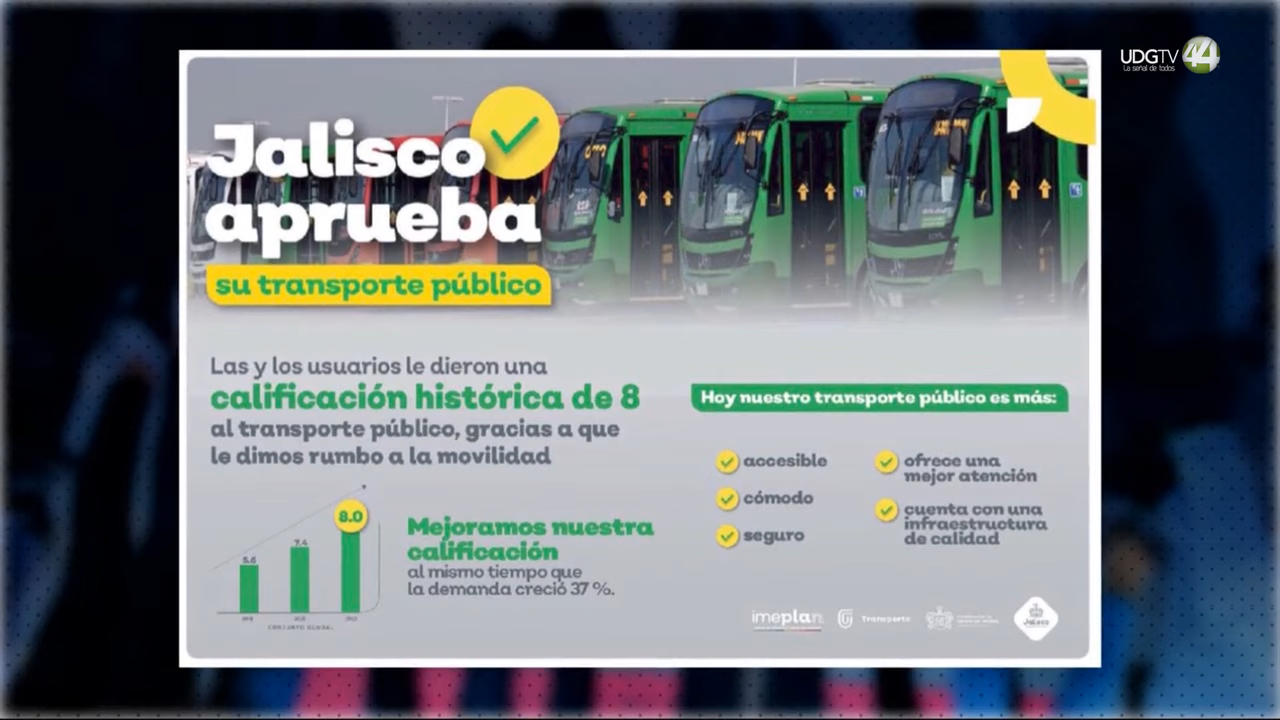 UDGTV 44
La señal de todos
Jalisco
aprueba
su transporte público
Las y los usuarios le dieron una
calificación histórica de 8
al transporte público, gracias a que
le dimos rumbo a la movilidad
Hoy nuestro transporte público es más:
accesible
cómodo
seguro
ofrece una
mejor atención
cuenta con una
infraestructura
de calidad
5.6
7.4
8.0
Mejoramos nuestra
calificación
al mismo tiempo que
la demanda creció 37 %.
imeplan
Transporte
Jalisco